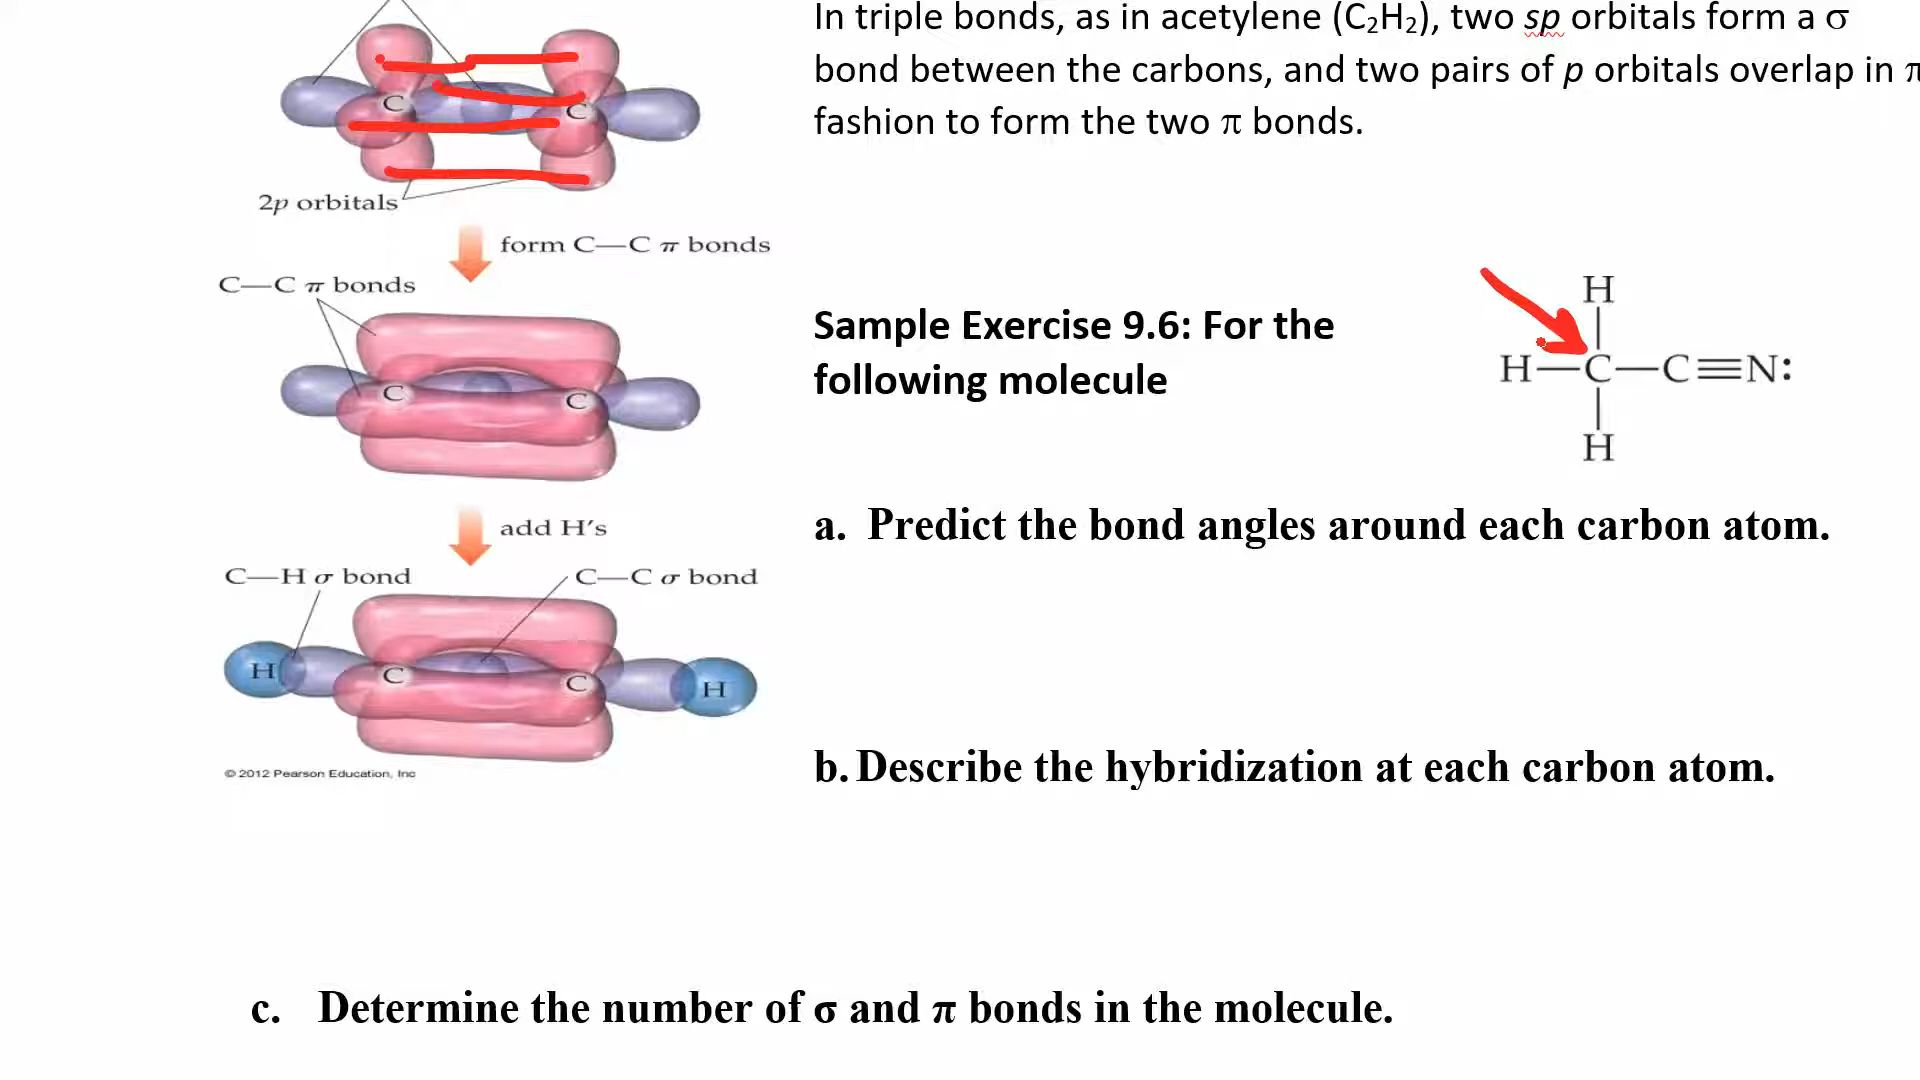 In triple bonds, as in acetylene (C₂H₂), two sp orbitals form a σ
bond between the carbons, and two pairs of p orbitals overlap in π
fashion to form the two π bonds.
C
C
2p orbitals
form C—C π bonds
C—C π bonds
C
C
add H's
C—H σ bond
C—C σ bond
H
C
C
H
© 2012 Pearson Education, Inc
Sample Exercise 9.6: For the
following molecule
H
H—C—C≡N:
H
a. Predict the bond angles around each carbon atom.
b. Describe the hybridization at each carbon atom.
c. Determine the number of σ and π bonds in the molecule.